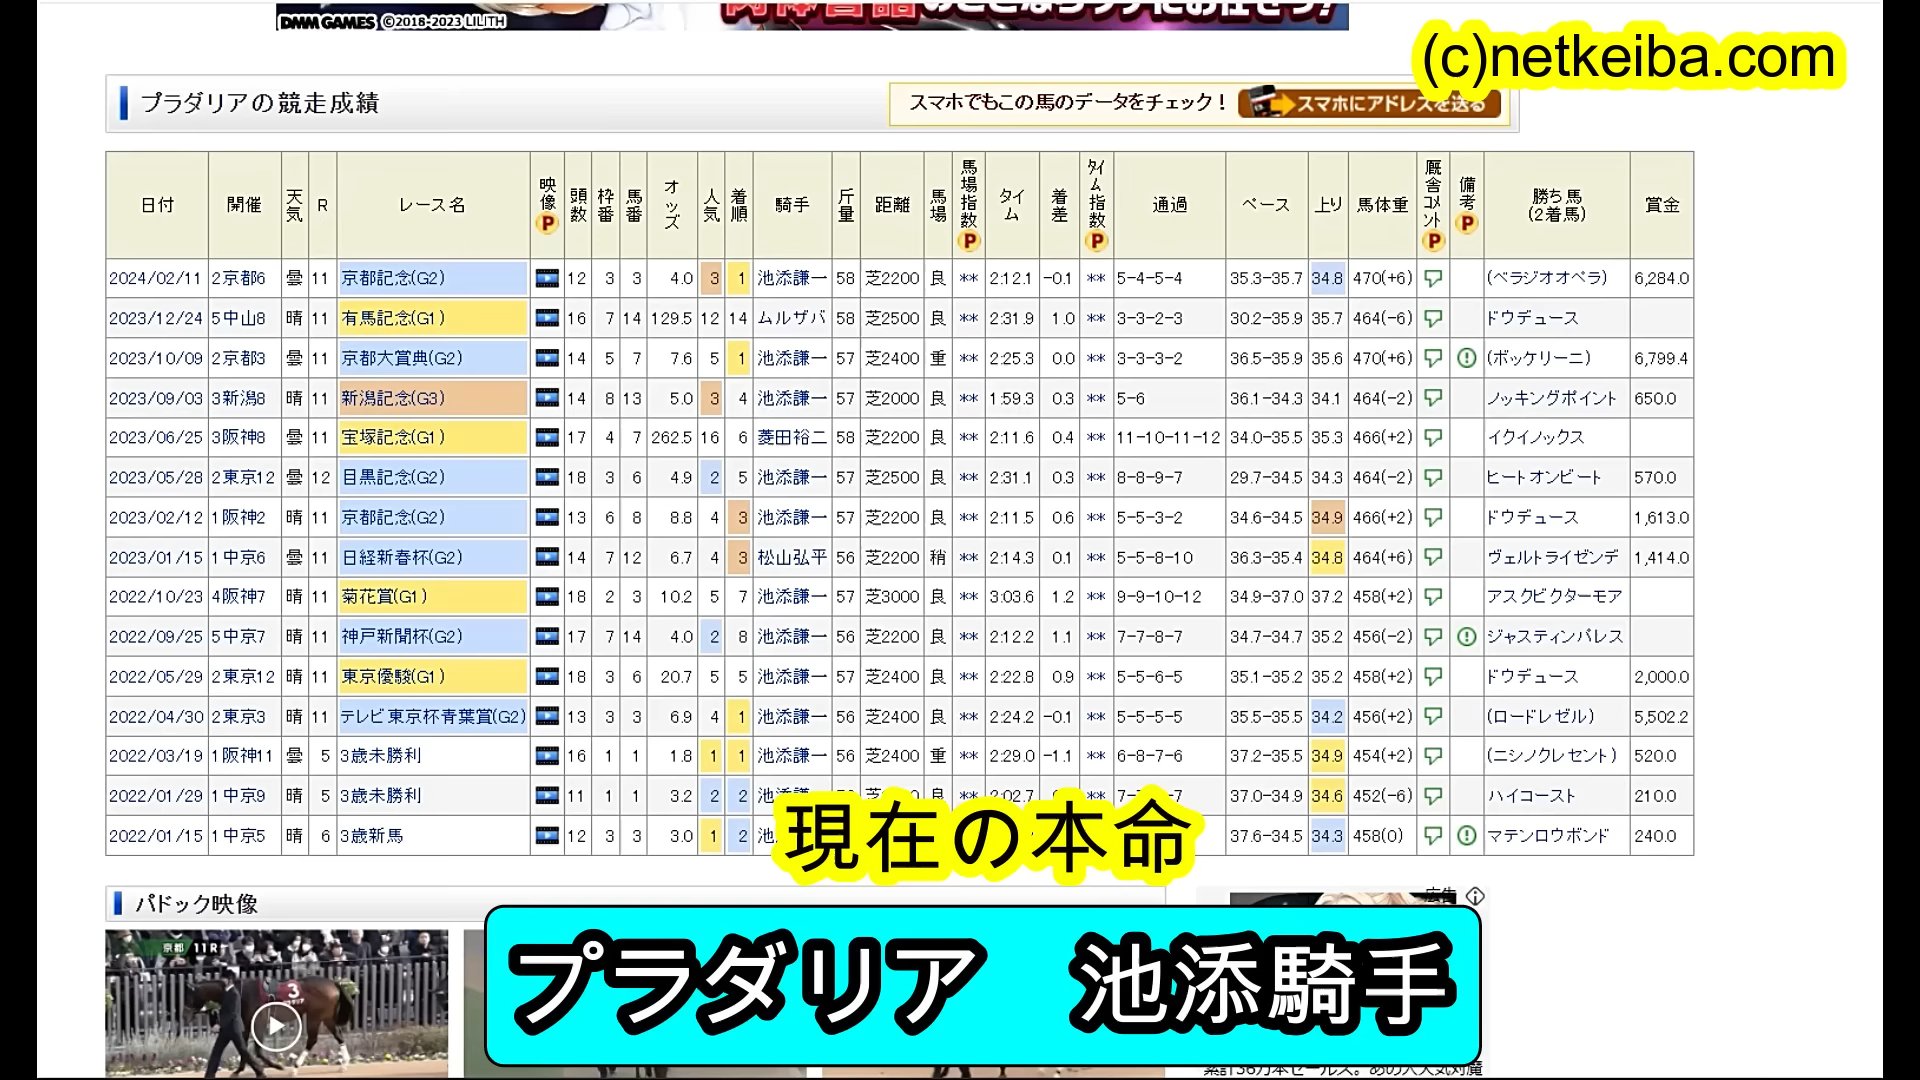 DMM GAMES ©2018-2023 LILITH
(c)netkeiba.com
プラダリアの競走成績
スマホでもこの馬のデータをチェック！ スマホにアドレスを送る
日付 開催 天気 R レース名 映像 P 頭数 枠番 馬番 オッズ 人気 着順 騎手 斤量 距離 馬場 馬場指数 P タイム 着差 タイム指数 P 通過 ペース 上り 馬体重 厩舎コメント P 備考 P 勝ち馬(2着馬) 賞金
2024/02/11 2京都6 曇 11 京都記念(G2) 12 3 3 4.0 3 1 池添謙一 58 芝2200 良 ** 2:12.1 -0.1 ** 5-4-5-4 35.3-35.7 34.8 470(+6) (ベラジオオペラ) 6,284.0
2023/12/24 5中山8 晴 11 有馬記念(G1) 16 7 14 129.5 12 14 ムルザバ 58 芝2500 良 ** 2:31.9 1.0 ** 3-3-2-3 30.2-35.9 35.7 464(-6) ドウデュース
2023/10/09 2京都3 曇 11 京都大賞典(G2) 14 5 7 7.6 5 1 池添謙一 57 芝2400 重 ** 2:25.3 0.0 ** 3-3-3-2 36.5-35.9 35.6 470(+6) (ボッケリーニ) 6,799.4
2023/09/03 3新潟8 晴 11 新潟記念(G3) 14 8 13 5.0 3 4 池添謙一 57 芝2000 良 ** 1:59.3 0.3 ** 5-6 36.1-34.3 34.1 464(-2) ノッキングポイント 650.0
2023/06/25 3阪神8 曇 11 宝塚記念(G1) 17 4 7 262.5 16 6 菱田裕二 58 芝2200 良 ** 2:11.6 0.4 ** 11-10-11-12 34.0-35.5 35.3 466(+2) イクイノックス
2023/05/28 2東京12 曇 12 目黒記念(G2) 18 3 6 4.9 2 5 池添謙一 57 芝2500 良 ** 2:31.1 0.3 ** 8-8-9-7 29.7-34.5 34.3 464(-2) ヒートオンビート 570.0
2023/02/12 1阪神2 晴 11 京都記念(G2) 13 6 8 8.8 4 3 池添謙一 57 芝2200 良 ** 2:11.5 0.6 ** 5-5-3-2 34.6-34.5 34.9 466(+2) ドウデュース 1,613.0
2023/01/15 1中京6 曇 11 日経新春杯(G2) 14 7 12 6.7 4 3 松山弘平 56 芝2200 稍 ** 2:14.3 0.1 ** 5-5-8-10 36.3-35.4 34.8 464(+6) ヴェルトライゼンデ 1,414.0
2022/10/23 4阪神7 晴 11 菊花賞(G1) 18 2 3 10.2 5 7 池添謙一 57 芝3000 良 ** 3:03.6 1.2 ** 9-9-10-12 34.9-37.0 37.2 458(+2) アスクビクターモア
2022/09/25 5中京7 晴 11 神戸新聞杯(G2) 17 7 14 4.0 2 8 池添謙一 56 芝2200 良 ** 2:12.2 1.1 ** 7-7-8-7 34.7-34.7 35.2 456(-2) ジャスティンパレス
2022/05/29 2東京12 晴 11 東京優駿(G1) 18 3 6 20.7 5 5 池添謙一 57 芝2400 良 ** 2:22.8 0.9 ** 5-5-6-5 35.1-35.2 35.2 458(+2) ドウデュース 2,000.0
2022/04/30 2東京3 晴 11 テレビ東京杯青葉賞(G2) 13 3 3 6.9 4 1 池添謙一 56 芝2400 良 ** 2:24.2 -0.1 ** 5-5-5-5 35.5-35.5 34.2 456(+2) (ロードレゼル) 5,502.2
2022/03/19 1阪神11 曇 5 3歳未勝利 16 1 1 1.8 1 1 池添謙一 56 芝2400 重 ** 2:29.0 -1.1 ** 6-8-7-6 37.2-35.5 34.9 454(+2) (ニシノクレセント) 520.0
2022/01/29 1中京9 晴 5 3歳未勝利 11 1 1 3.2 2 2 37.0-34.9 34.6 452(-6) ハイコースト 210.0
2022/01/15 1中京5 晴 6 3歳新馬 12 3 3 3.0 1 2 37.6-34.5 34.3 458(0) マテンロウボンド 240.0
現在の本命
パドック映像
広告
京都 11R
3
プラダリア 池添騎手